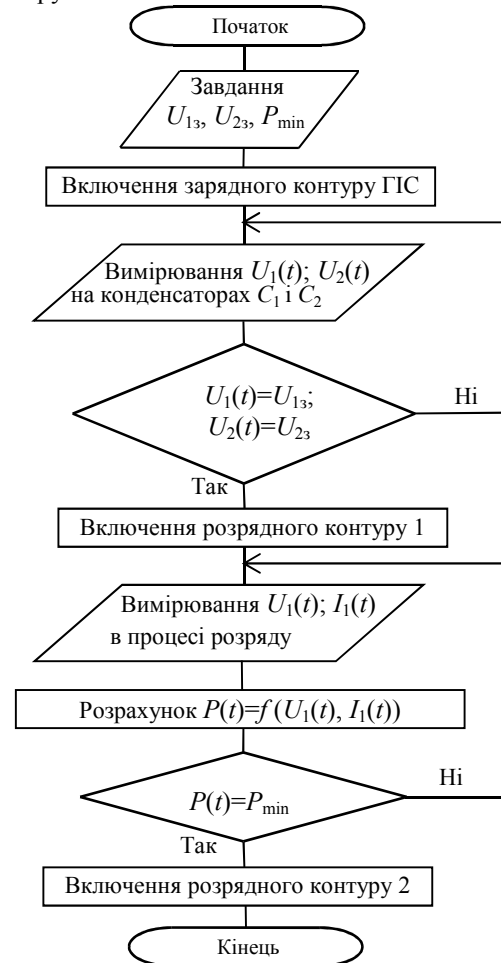 Початок
Завдання
U₁з, U₂з, Pmin
Включення зарядного контуру ГІС
Вимірювання U₁(t); U₂(t)
на конденсаторах C₁ і C₂
U₁(t)=U₁з;
U₂(t)=U₂з
Ні
Так
Включення розрядного контуру 1
Вимірювання U₁(t); I₁(t)
в процесі розряду
Розрахунок P(t)=f (U₁(t), I₁(t))
Ні
P(t)=Pmin
Так
Включення розрядного контуру 2
Кінець